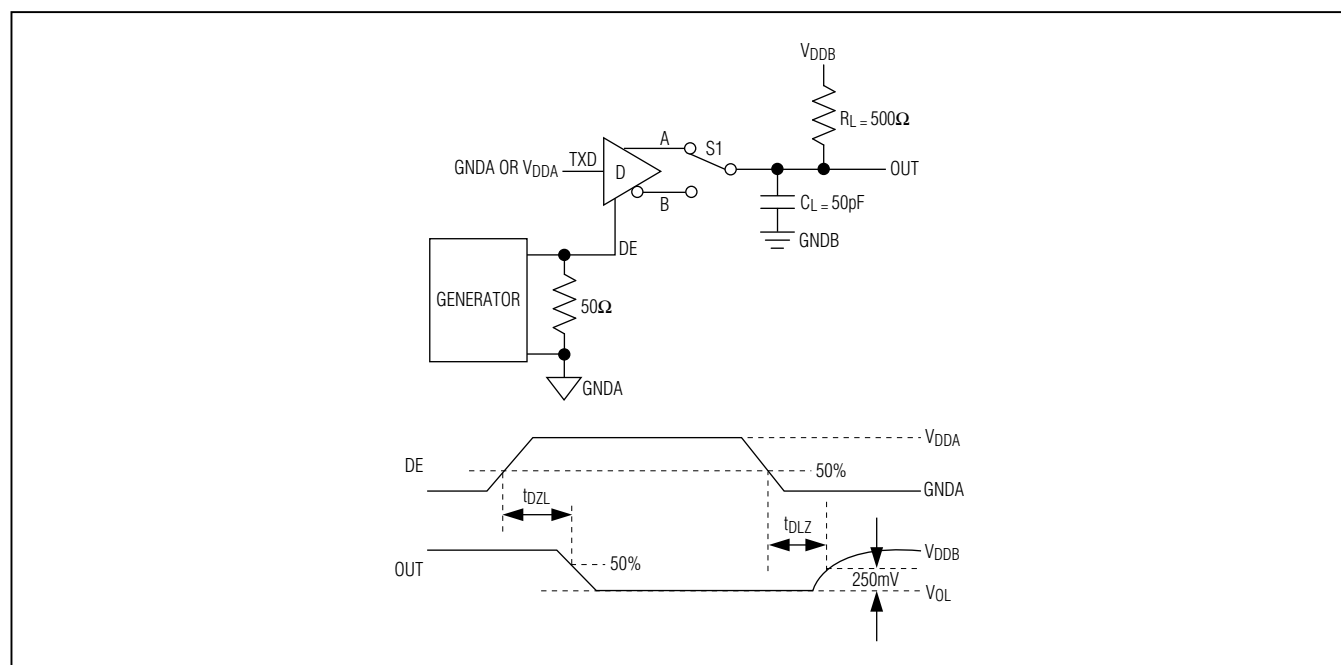 VDDB
RL = 500Ω
A
S1
GNDA OR VDDA
TXD
D
OUT
B
CL = 50pF
GNDB
DE
GENERATOR
50Ω
GNDA
VDDA
DE
50%
GNDA
tDZL
tDLZ
VDDB
OUT
50%
250mV
VOL